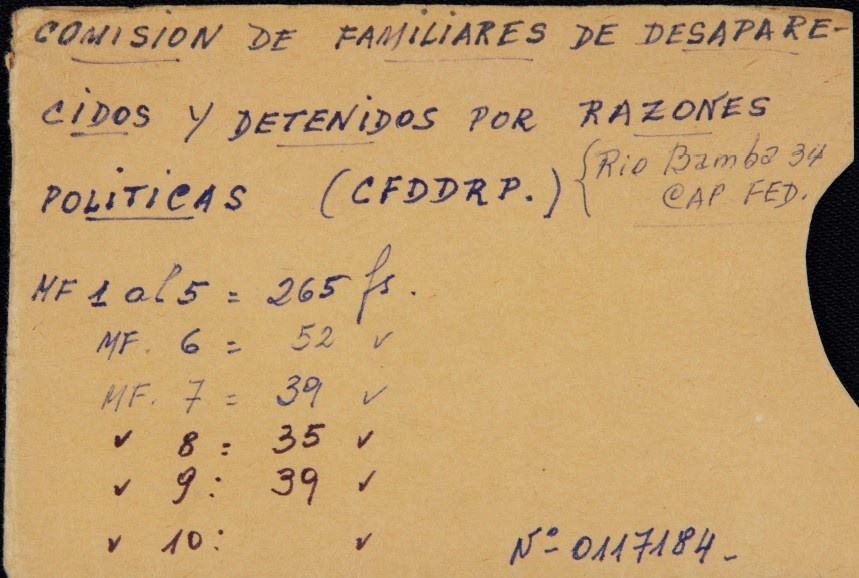 COMISION DE FAMILIARES DE DESAPARE-
CIDOS Y DETENIDOS POR RAZONES
POLITICAS (CFDDRP.) { Rio Bamba 34
CAP FED.
MF 1 al 5 = 265 fs.
MF. 6 = 52 ✓
MF. 7 = 39 ✓
✓ 8 = 35 ✓
✓ 9: 39 ✓
✓ 10: ✓
Nº 0117184-